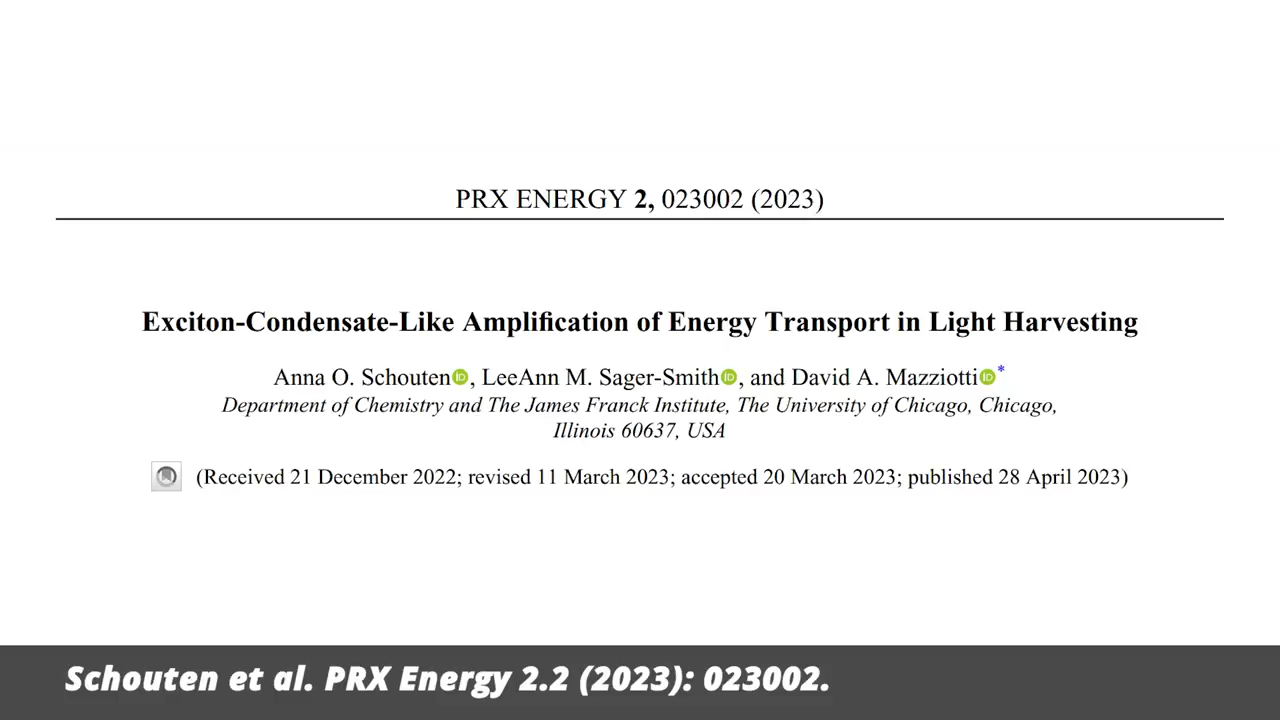 PRX ENERGY 2, 023002 (2023)
Exciton-Condensate-Like Amplification of Energy Transport in Light Harvesting
Anna O. Schouten, LeeAnn M. Sager-Smith, and David A. Mazziotti*
Department of Chemistry and The James Franck Institute, The University of Chicago, Chicago,
Illinois 60637, USA
(Received 21 December 2022; revised 11 March 2023; accepted 20 March 2023; published 28 April 2023)
Schouten et al. PRX Energy 2.2 (2023): 023002.